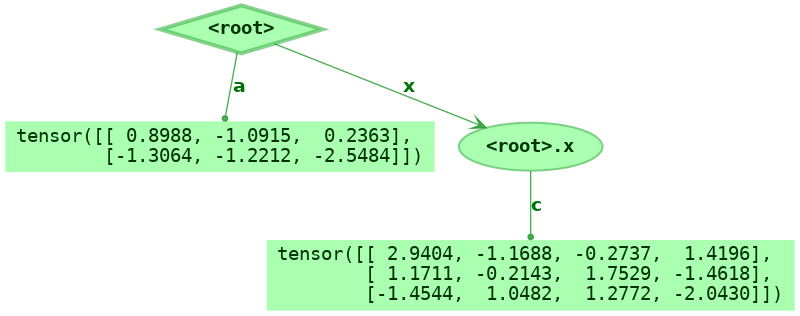 <root>
a
x
tensor([[ 0.8988, -1.0915,  0.2363],
[-1.3064, -1.2212, -2.5484]])
<root>.x
c
tensor([[ 2.9404, -1.1688, -0.2737,  1.4196],
[ 1.1711, -0.2143,  1.7529, -1.4618],
[-1.4544,  1.0482,  1.2772, -2.0430]])